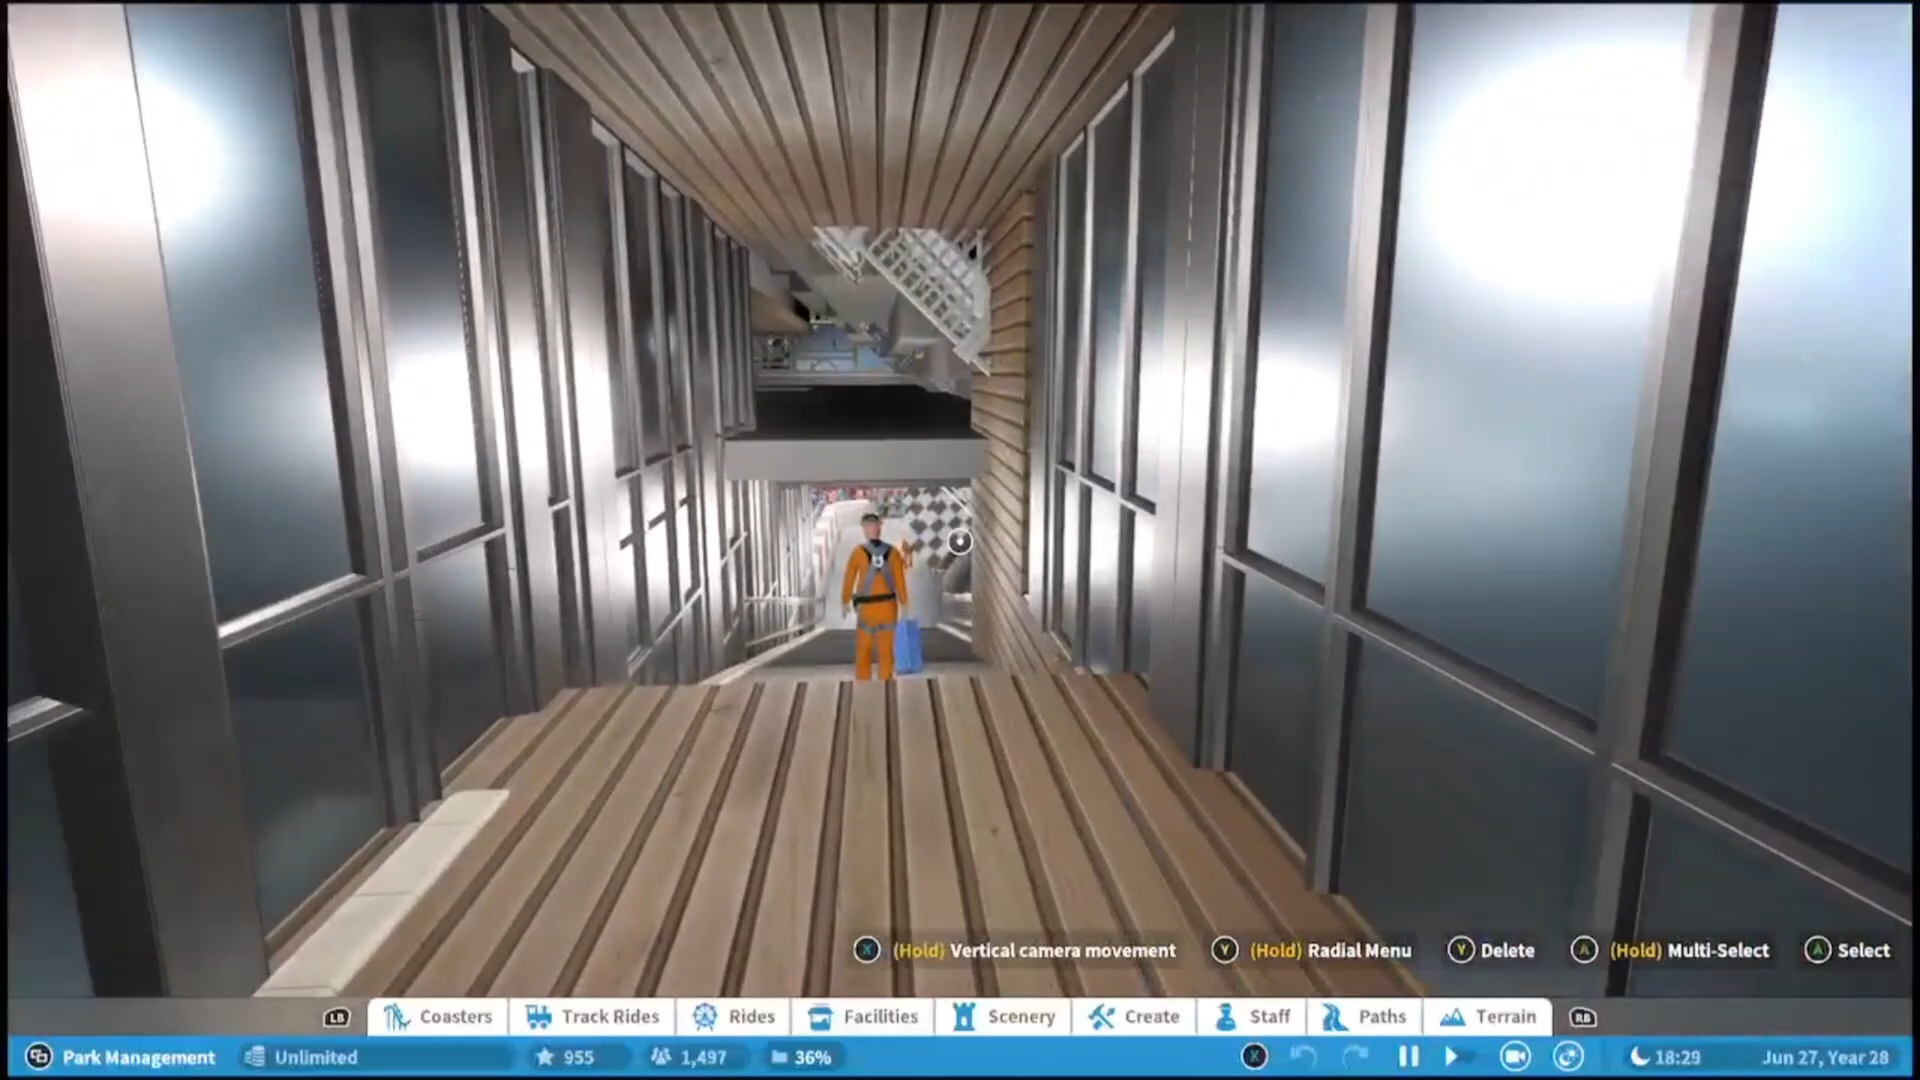 X (Hold) Vertical camera movement Y (Hold) Radial Menu Y Delete A (Hold) Multi-Select A Select
LB Coasters Track Rides Rides Facilities Scenery Create Staff Paths Terrain RB
Park Management Unlimited 955 1,497 36% X 18:29 Jun 27, Year 28